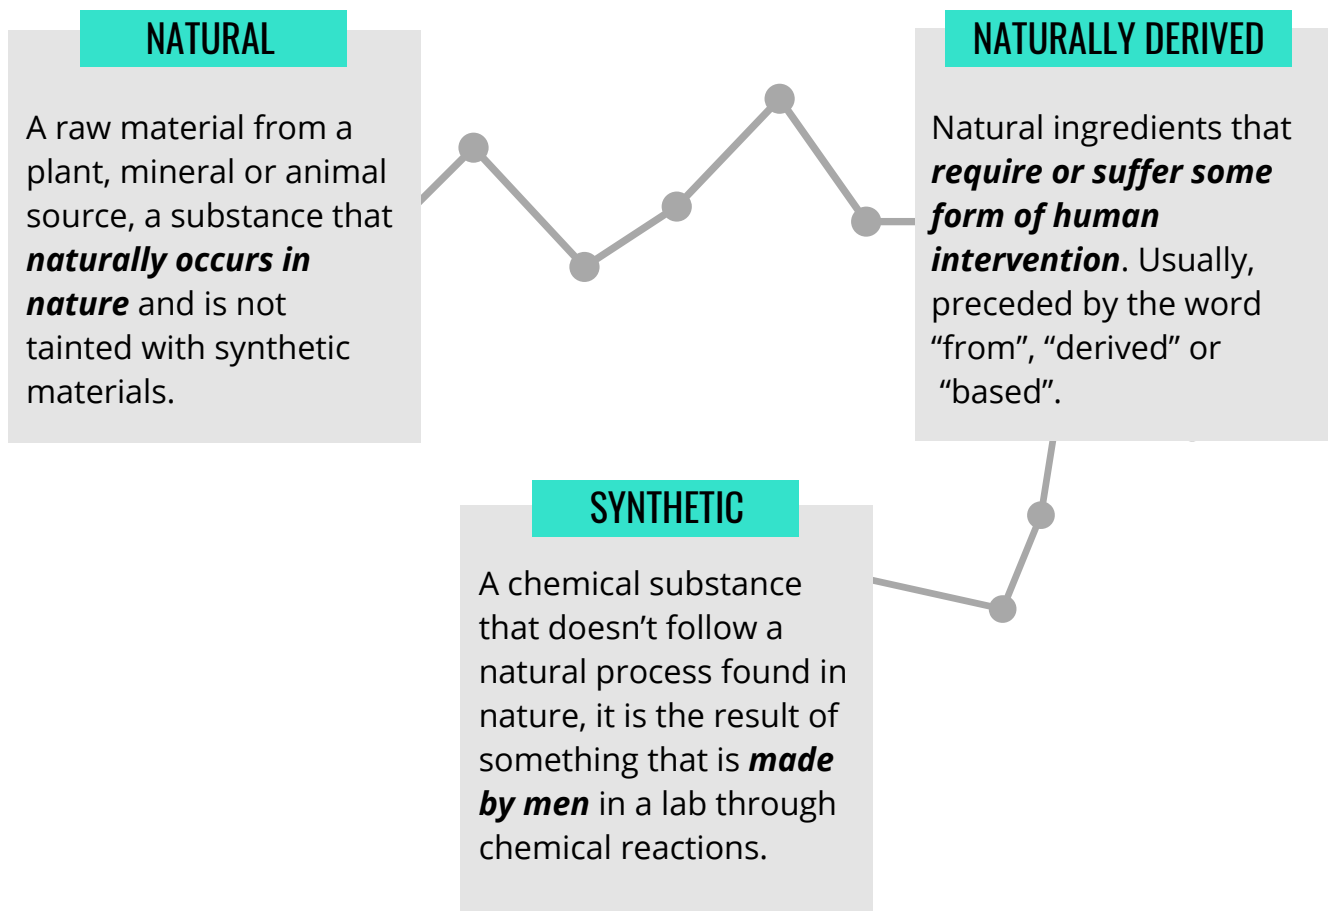 NATURAL
A raw material from a
plant, mineral or animal
source, a substance that
naturally occurs in
nature and is not
tainted with synthetic
materials.
NATURALLY DERIVED
Natural ingredients that
require or suffer some
form of human
intervention. Usually,
preceded by the word
“from”, “derived” or
“based”.
SYNTHETIC
A chemical substance
that doesn’t follow a
natural process found in
nature, it is the result of
something that is made
by men in a lab through
chemical reactions.